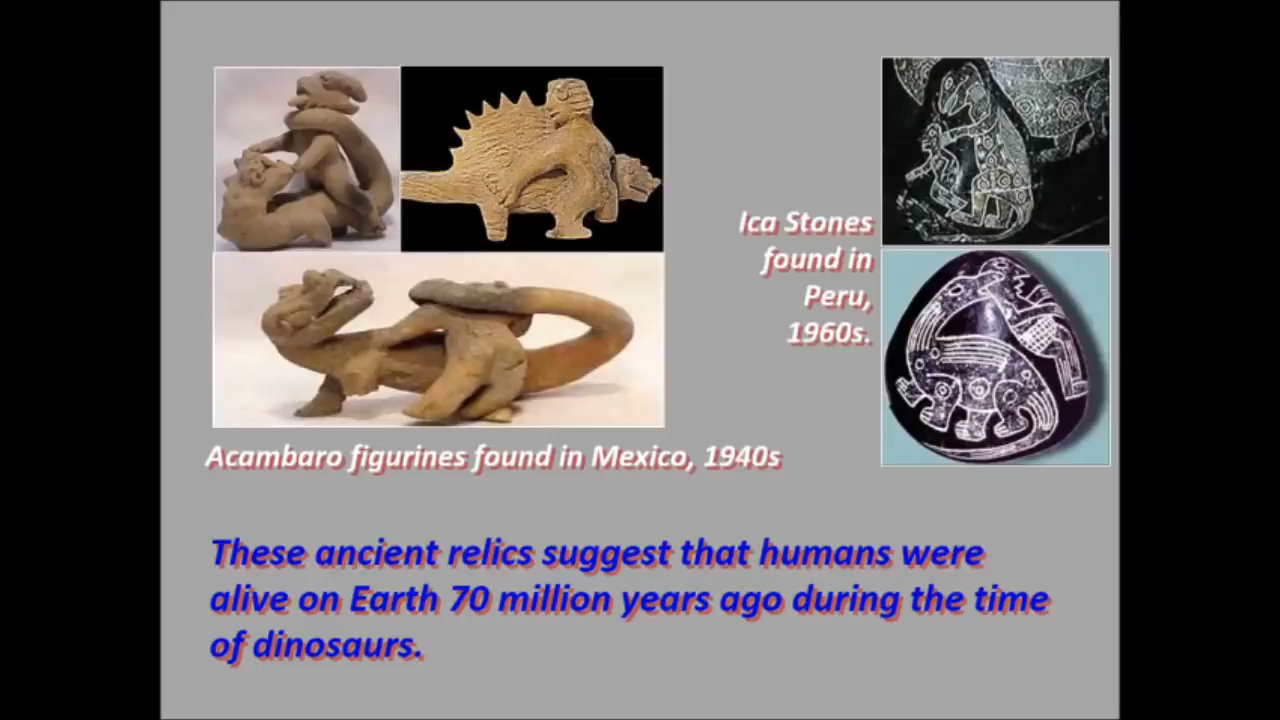 Ica Stones
found in
Peru,
1960s.
Acambaro figurines found in Mexico, 1940s
These ancient relics suggest that humans were
alive on Earth 70 million years ago during the time
of dinosaurs.